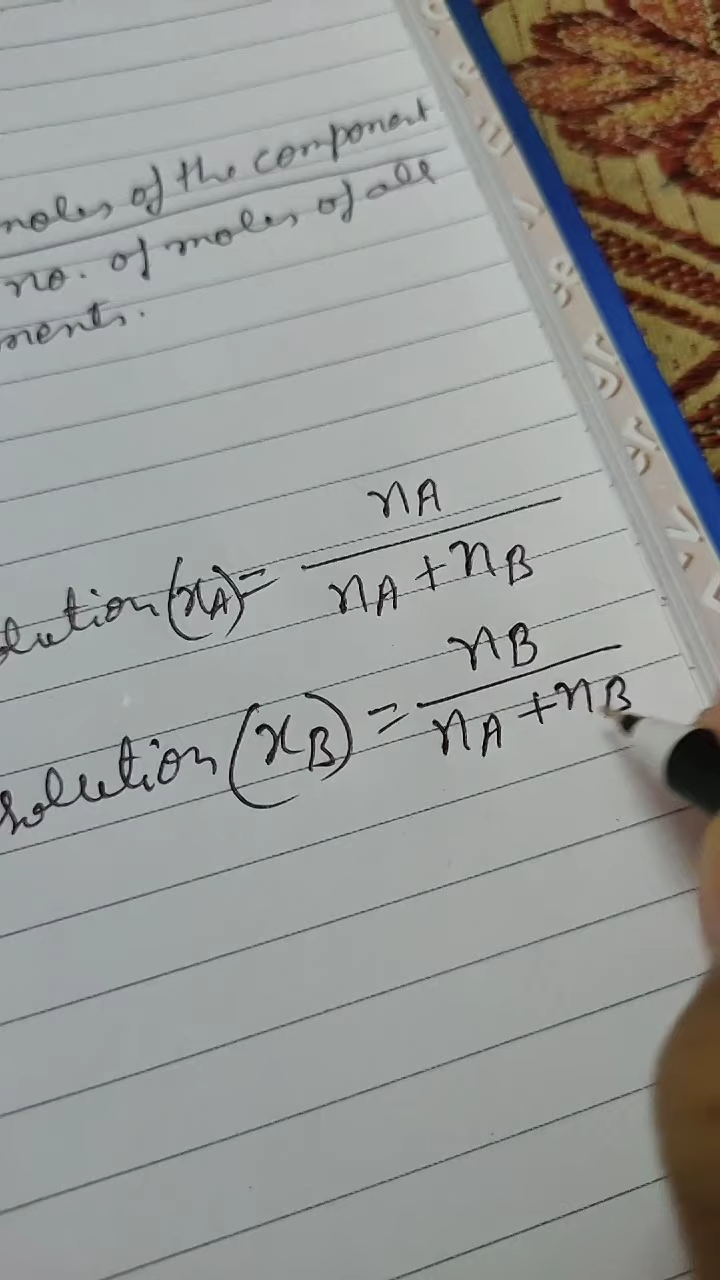 moles of the component
no. of moles of all
ments.
lution (xA) = nA / nA + nB
solution (xB) = nB / nA + nB